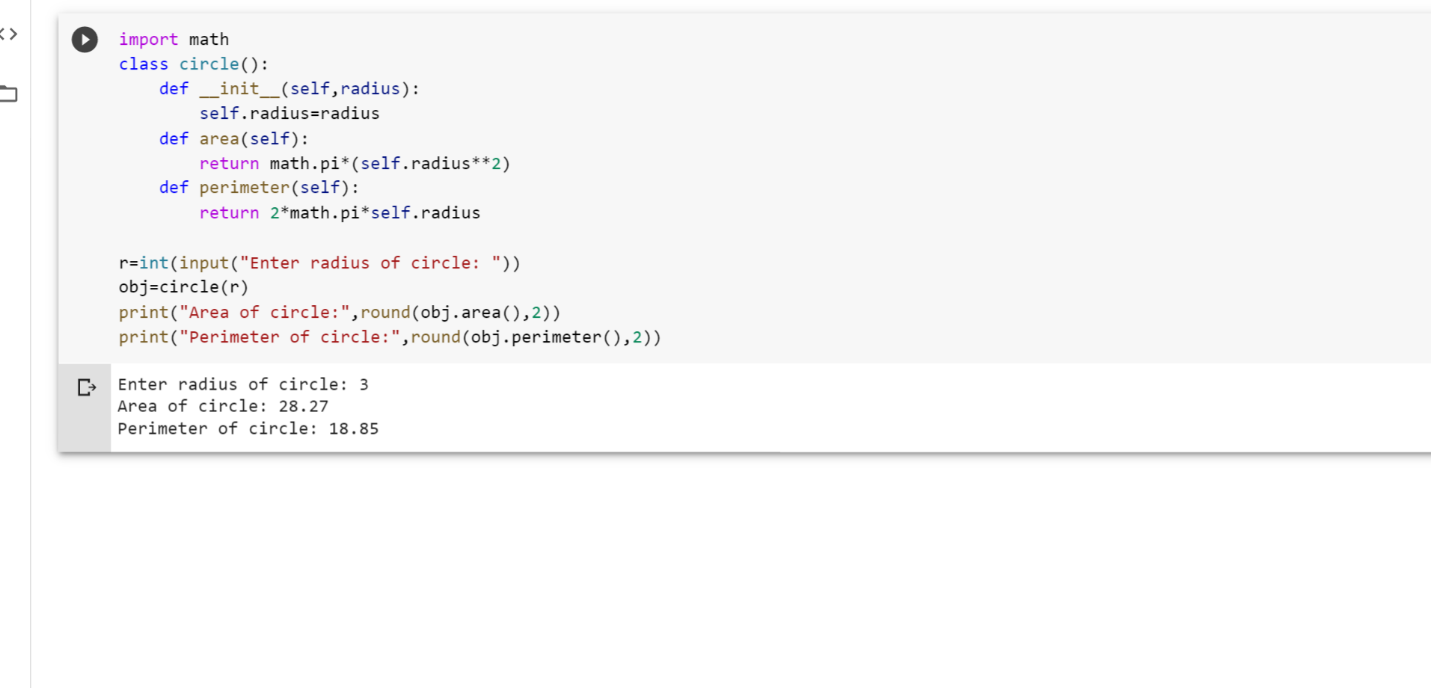 import math
class circle():
    def __init__(self,radius):
        self.radius=radius
    def area(self):
        return math.pi*(self.radius**2)
    def perimeter(self):
        return 2*math.pi*self.radius

r=int(input("Enter radius of circle: "))
obj=circle(r)
print("Area of circle:",round(obj.area(),2))
print("Perimeter of circle:",round(obj.perimeter(),2))
Enter radius of circle: 3
Area of circle: 28.27
Perimeter of circle: 18.85